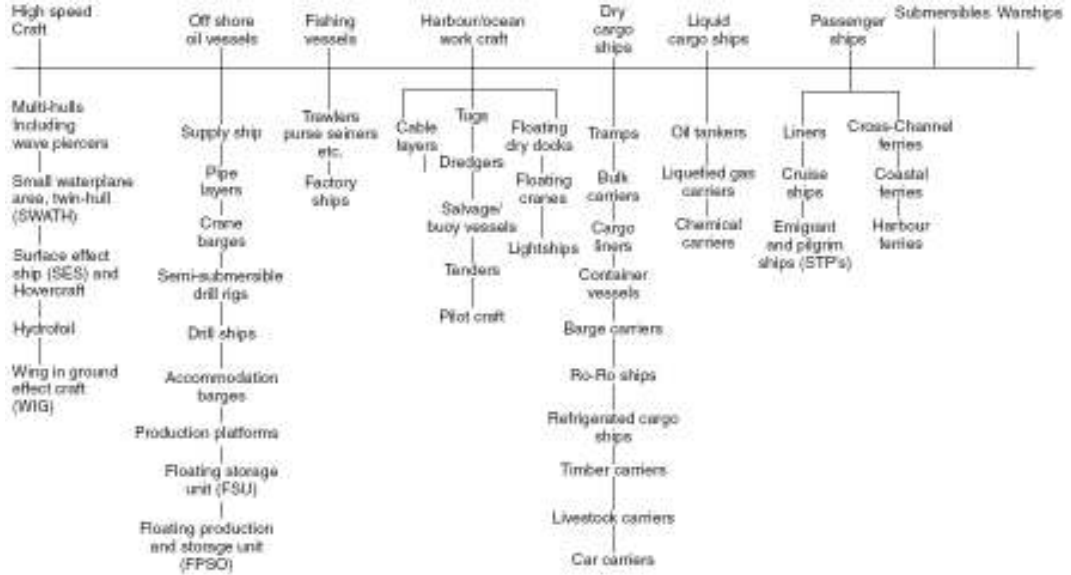 High speed
Craft
Off shore
oil vessels
Fishing
vessels
Harbour/ocean
work craft
Dry
cargo
ships
Liquid
cargo ships
Passenger
ships
Submersibles
Warships
Multi-hulls
Including
wave piercers
Small waterplane
area, twin-hull
(SWATH)
Surface effect
ship (SES) and
Hovercraft
Hydrofoil
Wing in ground
effect craft
(WIG)
Supply ship
Pipe
layers
Crane
barges
Semi-submersible
drill rigs
Drill ships
Accommodation
barges
Production platforms
Floating storage
unit (FSU)
Floating production
and storage unit
(FPSO)
Trawlers
purse seiners
etc.
Factory
ships
Cable
layers
Tugs
Dredgers
Salvage/
buoy vessels
Tenders
Pilot craft
Floating
dry docks
Floating
cranes
Lightships
Tramps
Bulk
carriers
Cargo
liners
Container
vessels
Barge carriers
Ro-Ro ships
Refrigerated cargo
ships
Timber carriers
Livestock carriers
Car carriers
Oil tankers
Liquefied gas
carriers
Chemical
carriers
Liners
Cruise
ships
Emigrant
and pilgrim
ships (STP's)
Cross-Channel
ferries
Coastal
ferries
Harbour
ferries